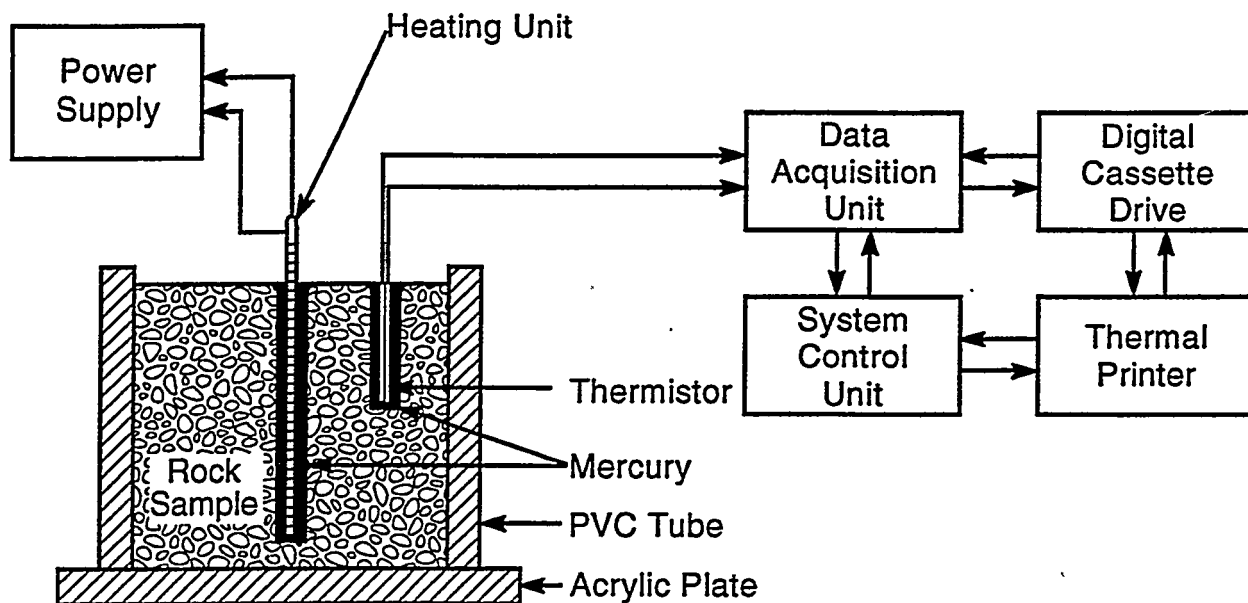 Heating Unit
Power
Supply
Data
Acquisition
Unit
Digital
Cassette
Drive
System
Control
Unit
Thermal
Printer
Thermistor
Mercury
Rock
Sample
PVC Tube
Acrylic Plate